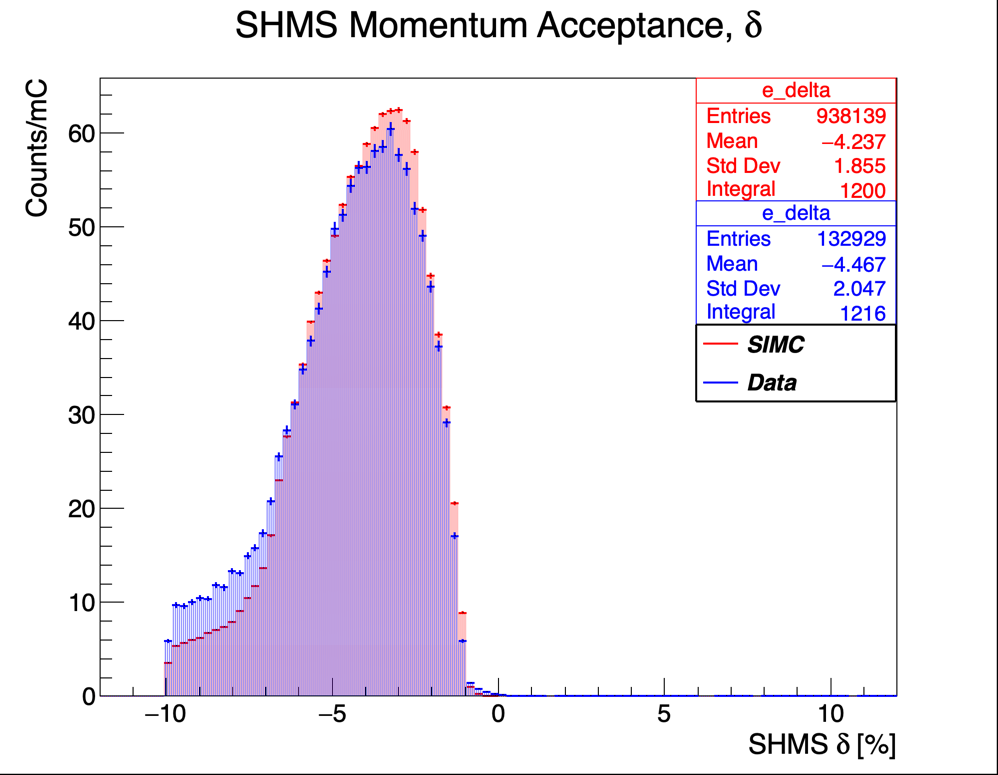 SHMS Momentum Acceptance, δ
Counts/mC
e_delta
Entries 938139
Mean −4.237
Std Dev 1.855
Integral 1200
e_delta
Entries 132929
Mean −4.467
Std Dev 2.047
Integral 1216
SIMC
Data
60
50
40
30
20
10
0
−10 −5 0 5 10
SHMS δ [%]